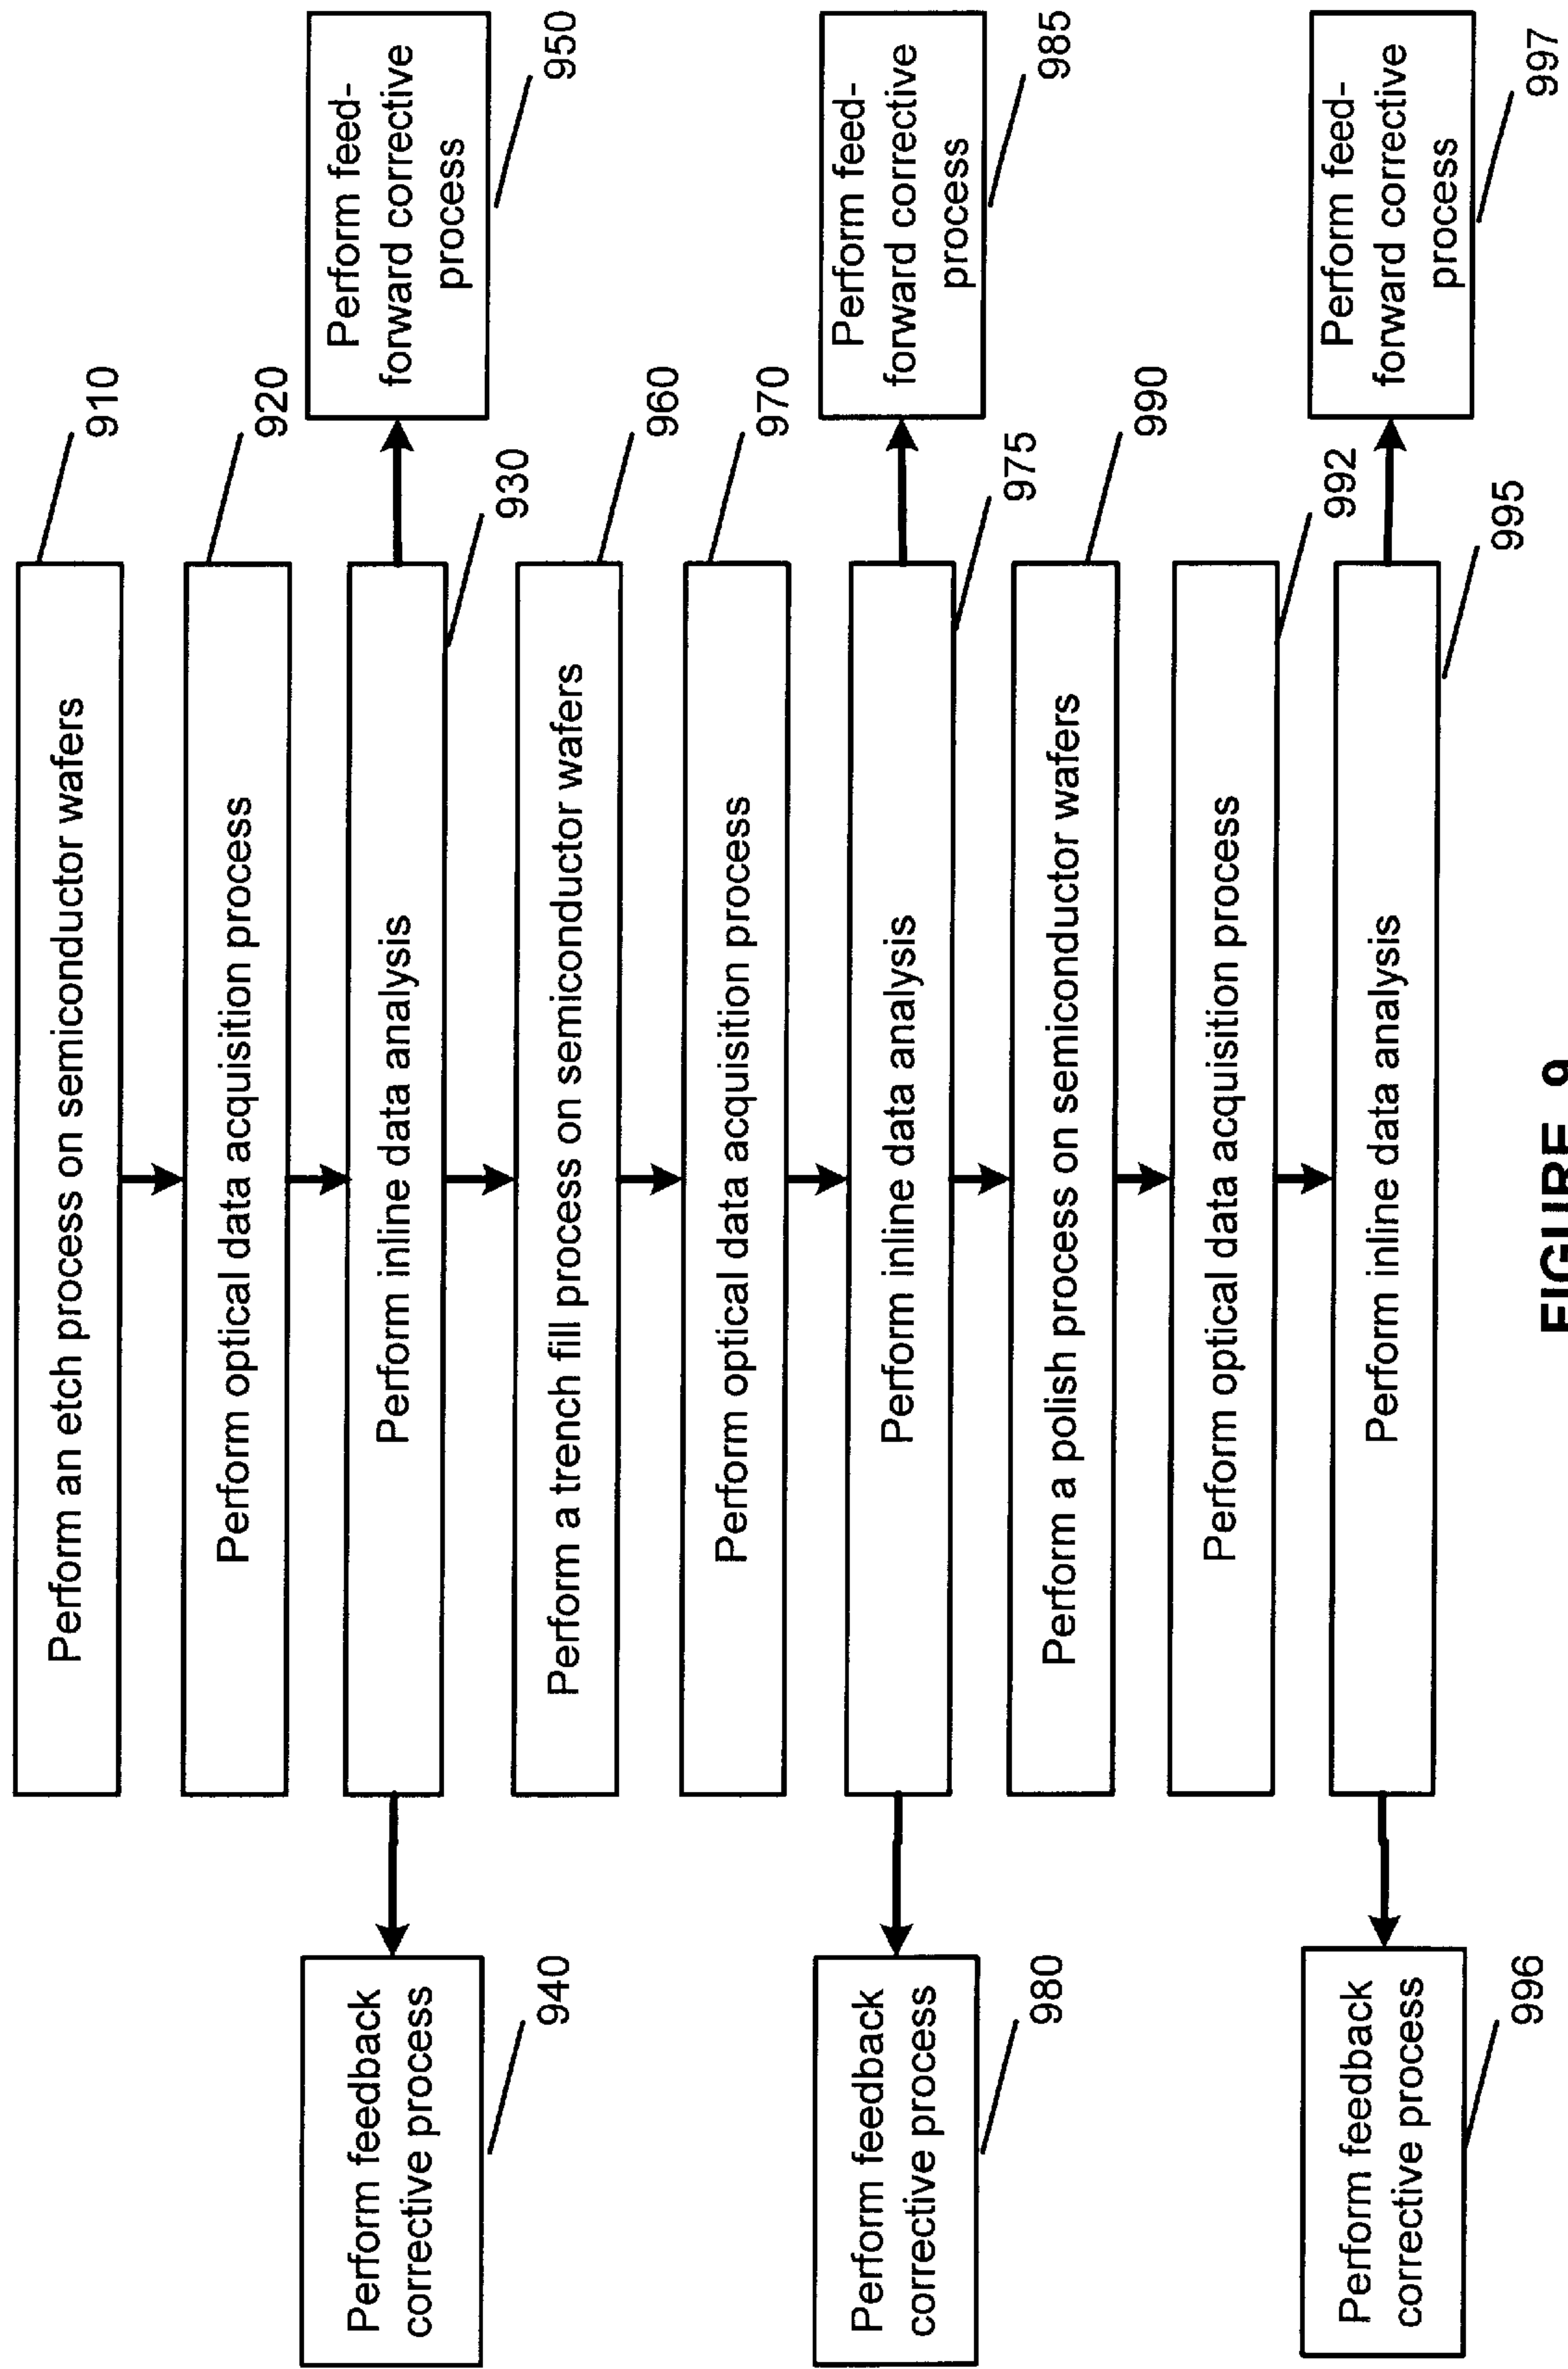 Perform an etch process on semiconductor wafers
910
Perform optical data acquisition process
920
Perform inline data analysis
930
Perform feedback
corrective process
940
Perform feed-
forward corrective
process
950
Perform a trench fill process on semiconductor wafers
960
Perform optical data acquisition process
970
Perform inline data analysis
975
Perform feedback
corrective process
980
Perform feed-
forward corrective
process
985
Perform a polish process on semiconductor wafers
990
Perform optical data acquisition process
992
Perform inline data analysis
995
Perform feedback
corrective process
996
Perform feed-
forward corrective
process
997
FIGURE 9